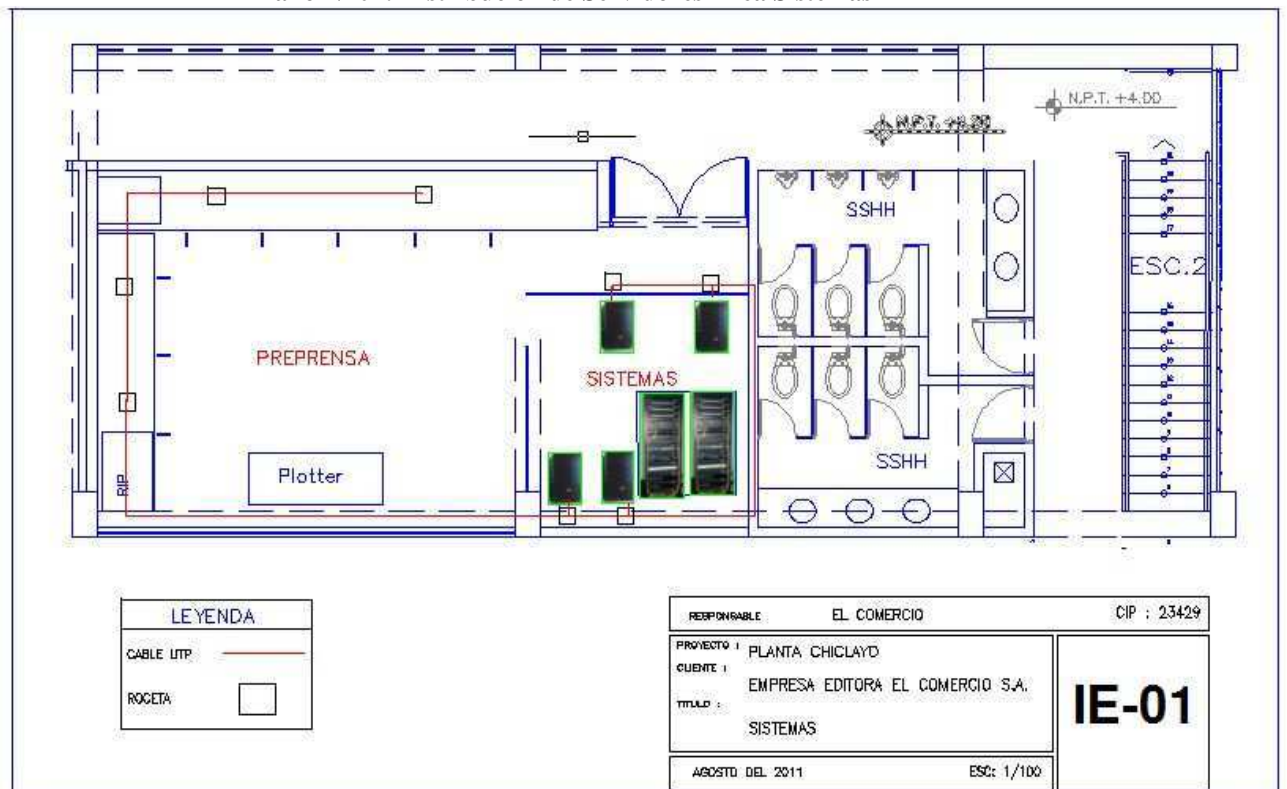 N.P.T. +4.00
SSHH
ESC.2
PREPRENSA
SISTEMAS
Plotter
RIP
SSHH
LEYENDA
CABLE UTP
ROCETA
RESPONSABLE EL COMERCIO CIP : 23429
PROYECTO : PLANTA CHICLAYO
CLIENTE :
EMPRESA EDITORA EL COMERCIO S.A.
TITULO :
SISTEMAS
IE-01
AGOSTO DEL 2011 ESC: 1/100